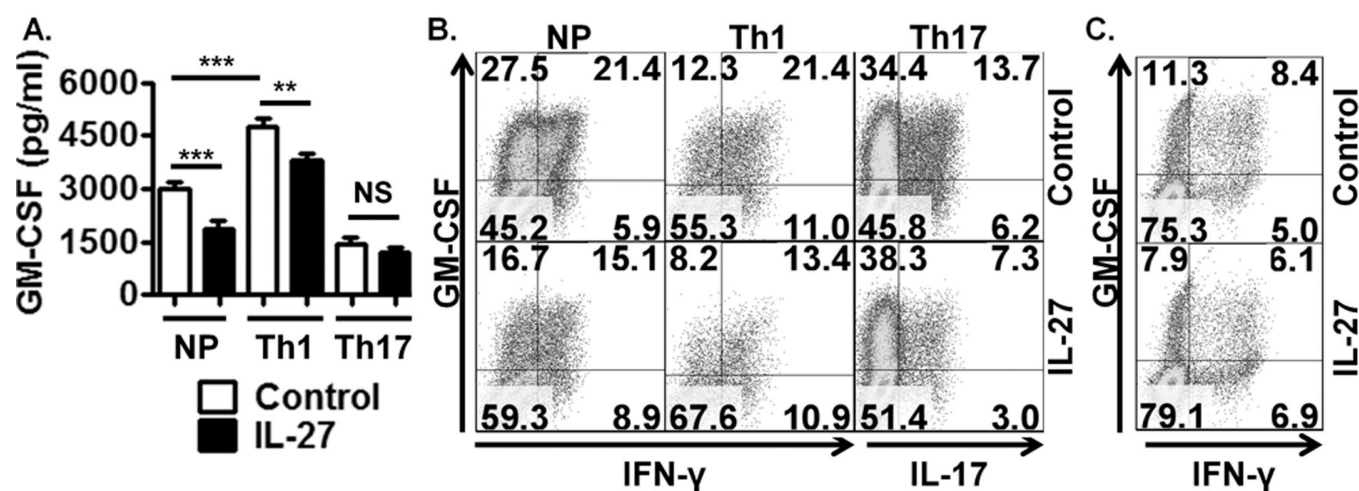 A.
GM-CSF (pg/ml)
6000
4500
3000
1500
0
***
**
***
NS
NP Th1 Th17
Control
IL-27
B.
NP Th1 Th17
27.5 21.4 12.3 21.4 34.4 13.7
45.2 5.9 55.3 11.0 45.8 6.2
16.7 15.1 8.2 13.4 38.3 7.3
59.3 8.9 67.6 10.9 51.4 3.0
GM-CSF
Control
IL-27
IFN-γ IL-17
C.
11.3 8.4
75.3 5.0
7.9 6.1
79.1 6.9
GM-CSF
Control
IL-27
IFN-γ